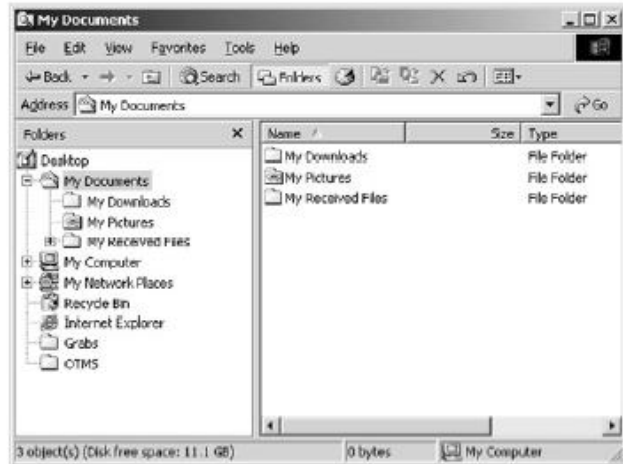 My Documents
File Edit View Favorites Tools Help
Back Search Folders
Address My Documents Go
Folders
Desktop
My Documents
My Downloads
My Pictures
My Received Files
My Computer
My Network Places
Recycle Bin
Internet Explorer
Grabs
OTMS
Name Size Type
My Downloads File Folder
My Pictures File Folder
My Received Files File Folder
3 object(s) (Disk free space: 11.1 GB) 0 bytes My Computer